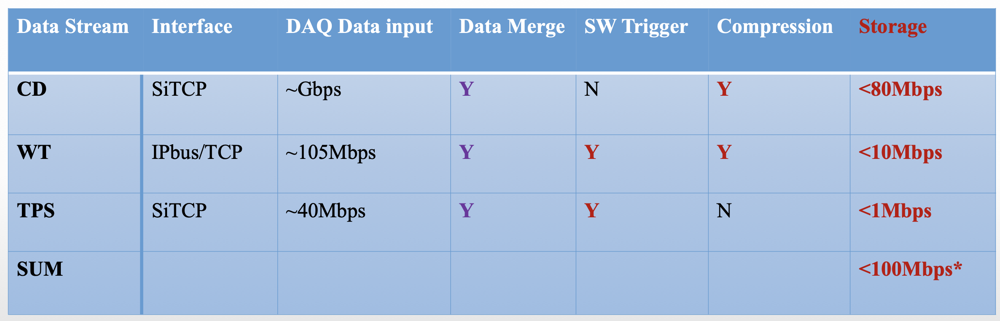 Data Stream Interface DAQ Data input Data Merge SW Trigger Compression Storage
CD SiTCP ~Gbps Y N Y <80Mbps
WT IPbus/TCP ~105Mbps Y Y Y <10Mbps
TPS SiTCP ~40Mbps Y Y N <1Mbps
SUM <100Mbps*